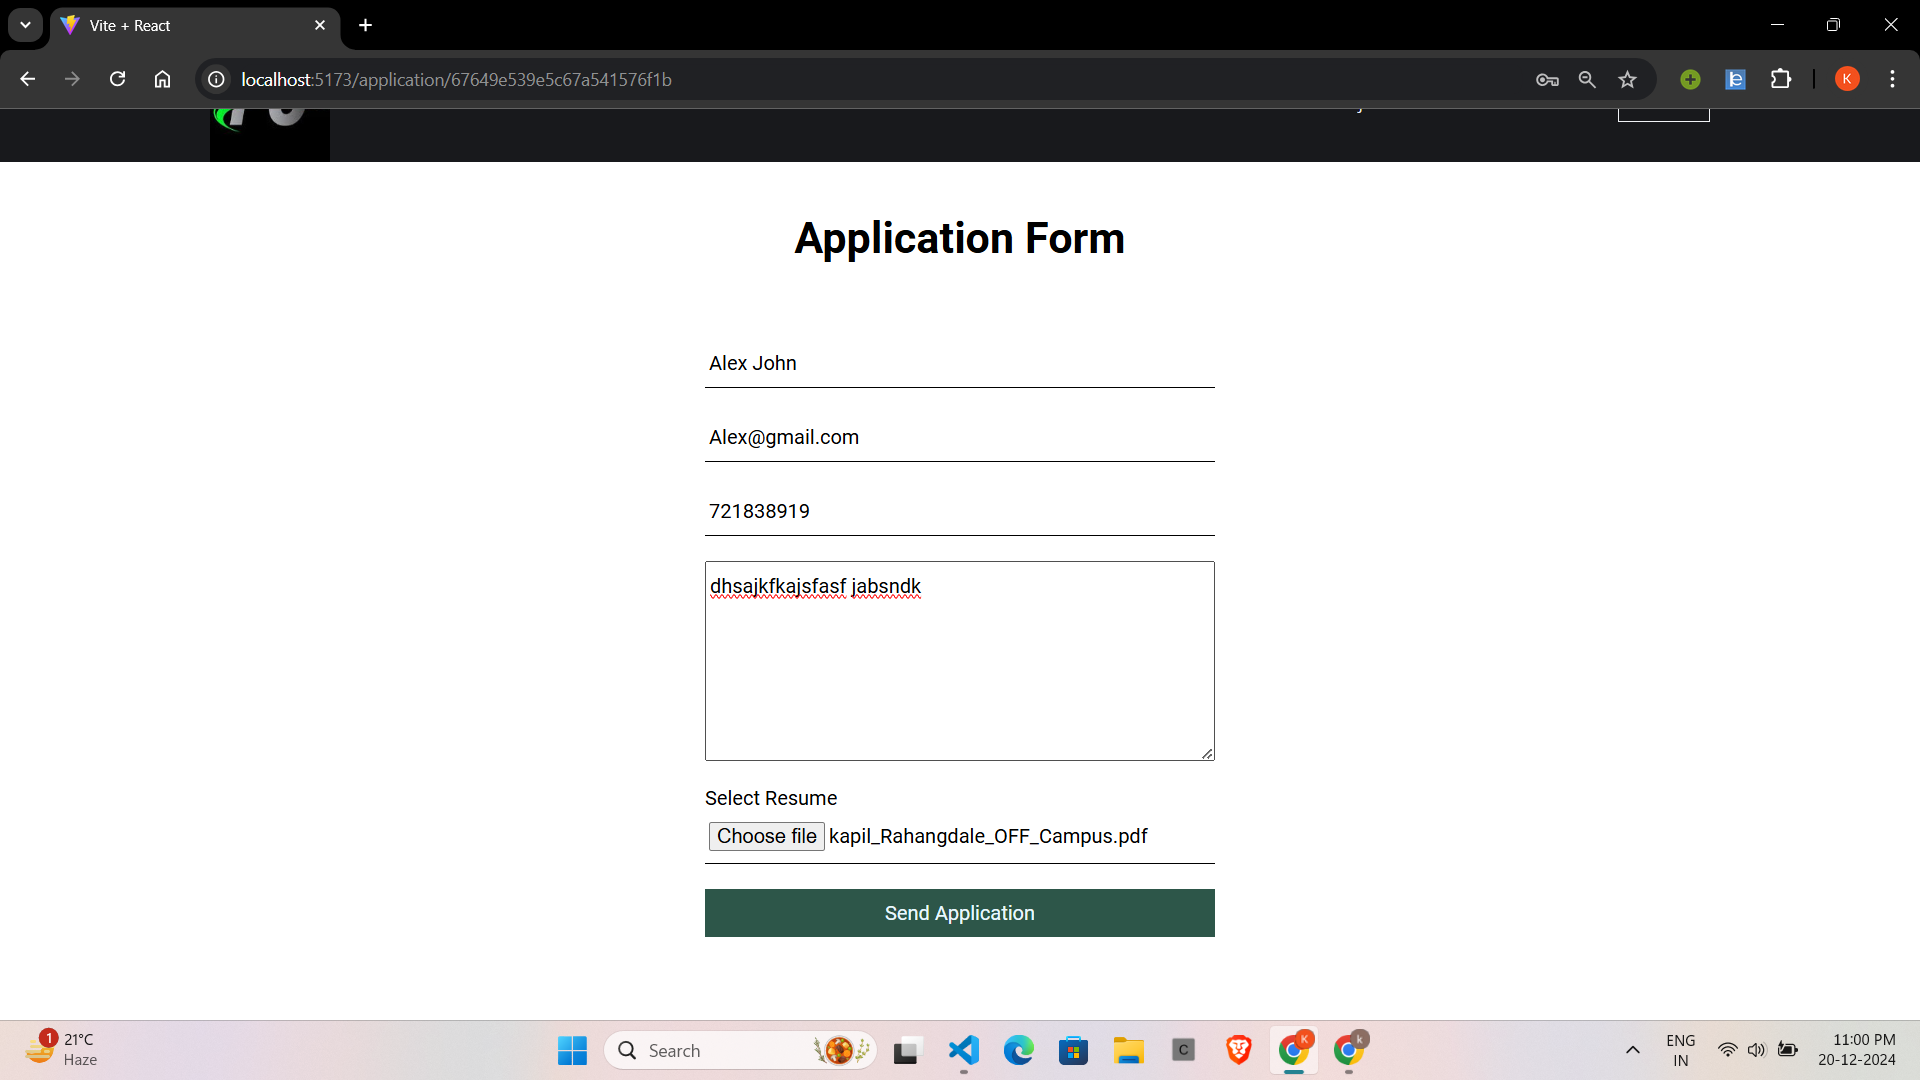 Vite + React
localhost:5173/application/67649e539e5c67a541576f1b
K
Application Form
Alex John
Alex@gmail.com
721838919
dhsajkfkajsfasf jabsndk
Select Resume
Choose file kapil_Rahangdale_OFF_Campus.pdf
Send Application
1
21°C
Haze
Search
C
K
k
ENG
IN
11:00 PM
20-12-2024